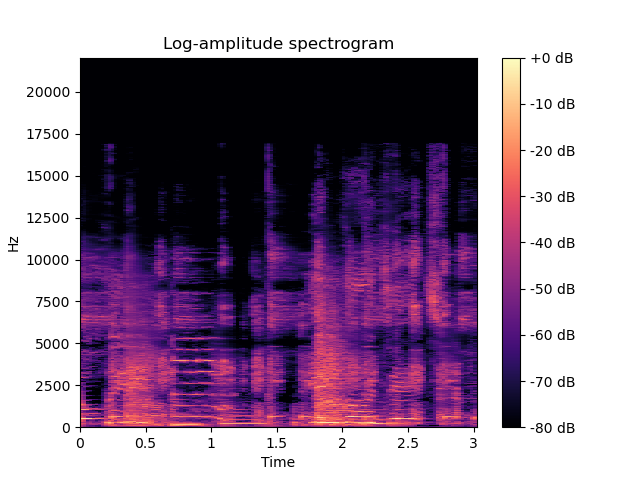 Log-amplitude spectrogram
Hz
20000
17500
15000
12500
10000
7500
5000
2500
0
0 0.5 1 1.5 2 2.5 3
Time
+0 dB
-10 dB
-20 dB
-30 dB
-40 dB
-50 dB
-60 dB
-70 dB
-80 dB